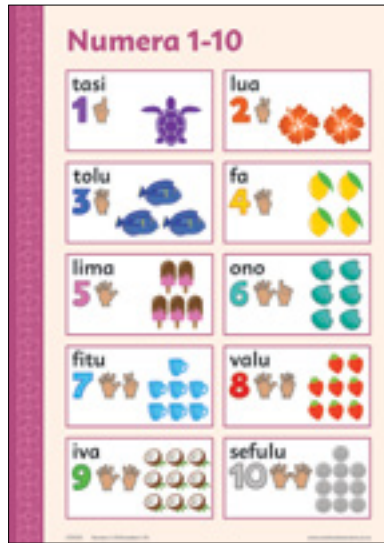 Numera 1-10
tasi
1
lua
2
tolu
3
fa
4
lima
5
ono
6
fitu
7
valu
8
iva
9
sefulu
10